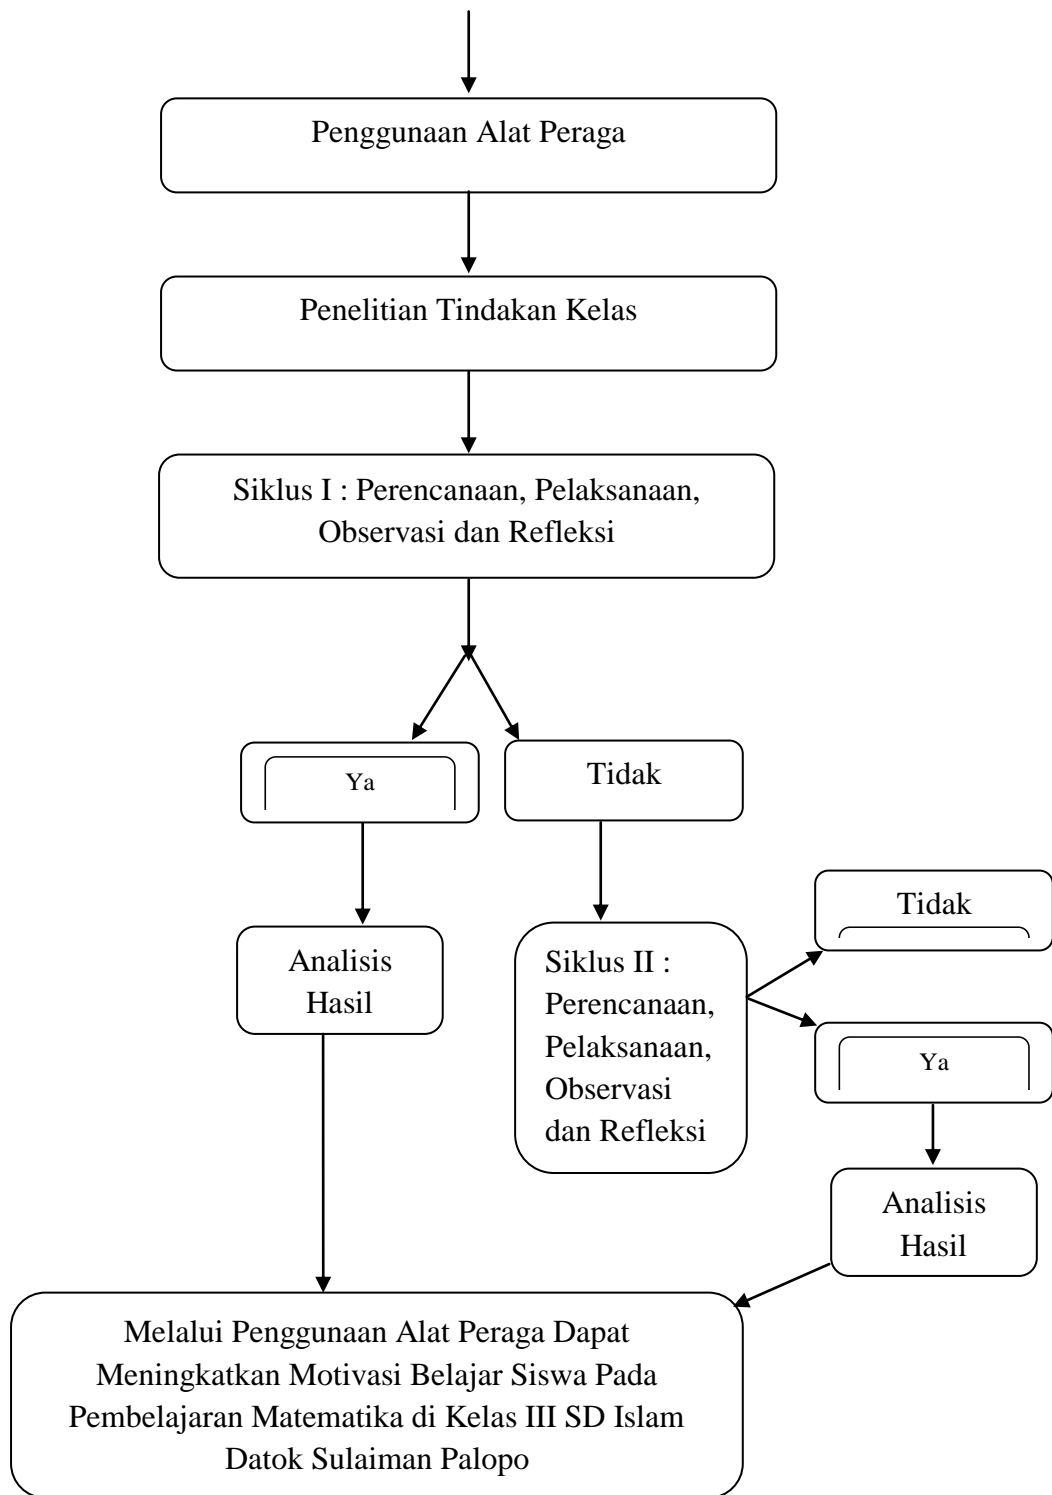 Penggunaan Alat Peraga
Penelitian Tindakan Kelas
Siklus I : Perencanaan, Pelaksanaan,
Observasi dan Refleksi
Ya
Tidak
Analisis
Hasil
Siklus II :
Perencanaan,
Pelaksanaan,
Observasi
dan Refleksi
Tidak
Ya
Analisis
Hasil
Melalui Penggunaan Alat Peraga Dapat
Meningkatkan Motivasi Belajar Siswa Pada
Pembelajaran Matematika di Kelas III SD Islam
Datok Sulaiman Palopo